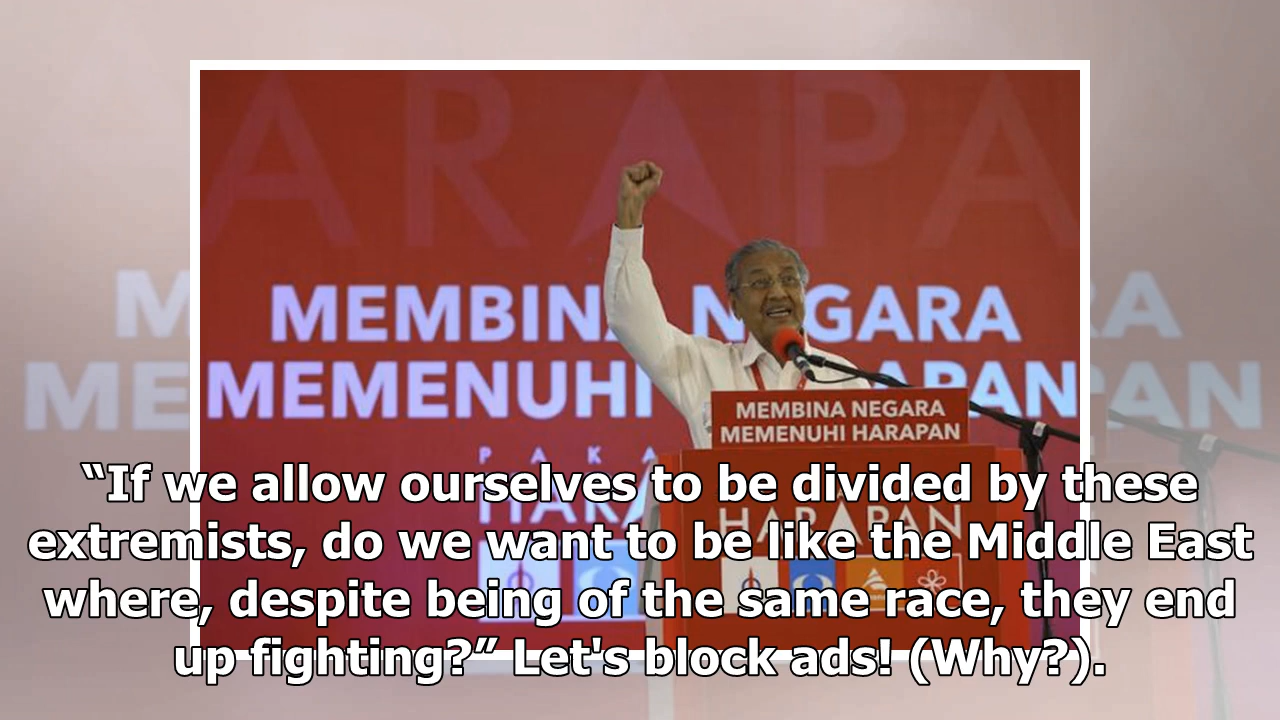 ARAPA
MEMBINA NEGARA
MEMENUHI HARAPAN
MEMBINA NEGARA
MEMENUHI HARAPAN
HARAPAN
“If we allow ourselves to be divided by these
extremists, do we want to be like the Middle East
where, despite being of the same race, they end
up fighting?” Let's block ads! (Why?).